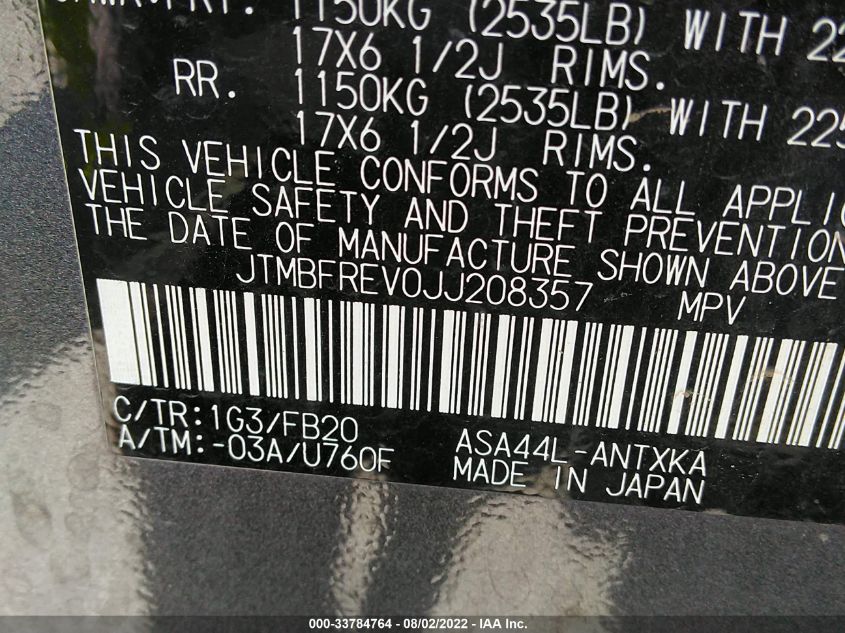 1150KG (2535LB) WITH
17X6 1/2J RIMS.
RR. 1150KG (2535LB) WITH 225
17X6 1/2J RIMS.
THIS VEHICLE CONFORMS TO ALL
VEHICLE SAFETY AND THEFT PREVENTION
THE DATE OF MANUFACTURE SHOWN ABOVE
JTMBFREV0JJ208357 MPV
C/TR:1G3/FB20 ASA44L-ANTXKA
A/TM:-03A/U760F MADE IN JAPAN
000-33784764 — 08/02/2022 - IAA Inc.